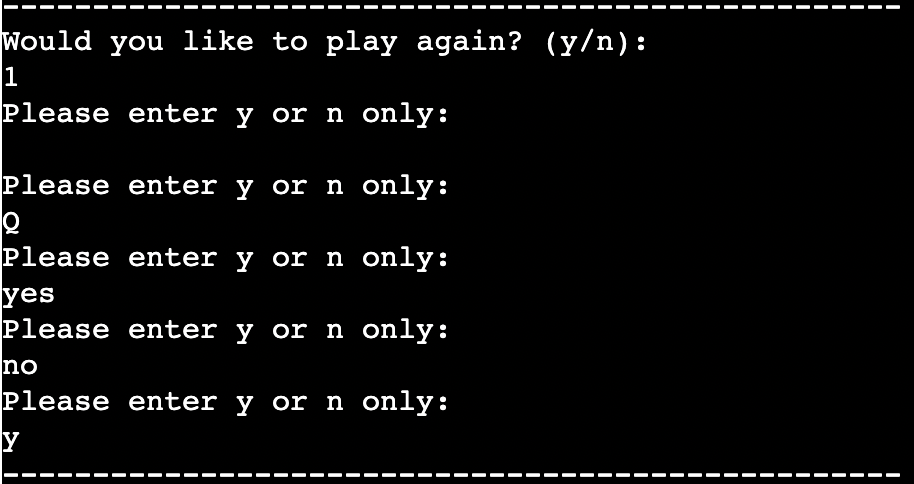 --------------------------------------------------
Would you like to play again? (y/n):
1
Please enter y or n only:

Please enter y or n only:
Q
Please enter y or n only:
yes
Please enter y or n only:
no
Please enter y or n only:
y
--------------------------------------------------